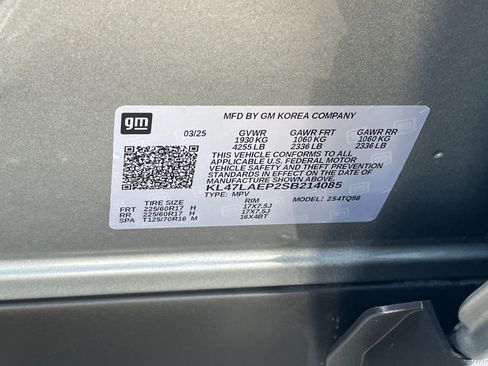 gm
MFD BY GM KOREA COMPANY
03/25 GVWR GAWR FRT GAWR RR
1930 KG 1060 KG 1060 KG
4255 LB 2336 LB 2336 LB
THIS VEHICLE CONFORMS TO ALL
APPLICABLE U.S. FEDERAL MOTOR
VEHICLE SAFETY AND THEFT PREVENTION
STANDARDS IN EFFECT ON THE DATE OF
MANUFACTURE SHOWN ABOVE.
KL47LAEP2SB214085
TYPE: MPV MODEL: 254TQ58
TIRE SIZE RIM
FRT 225/60R17 H 17X7.5J
RR 225/60R17 H 17X7.5J
SPA T125/70R16 M 16X4BT